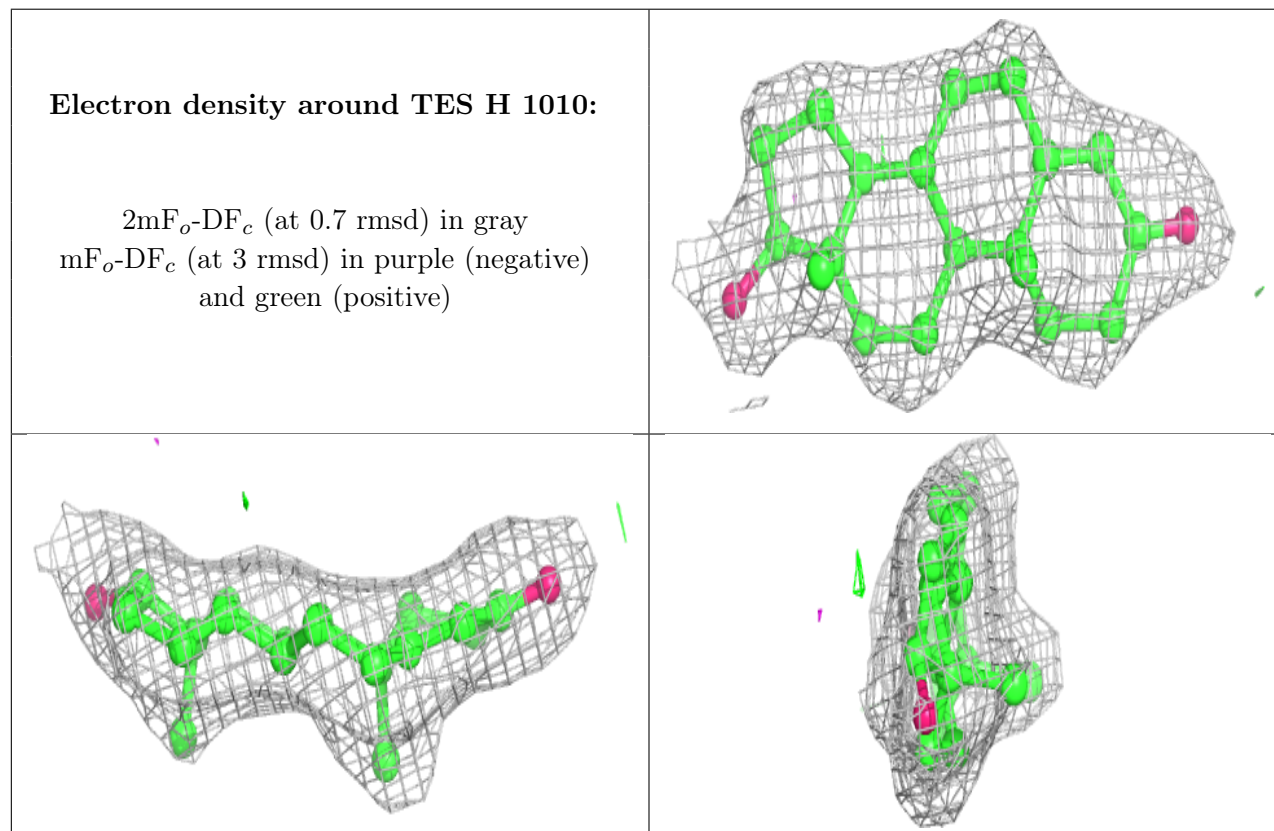 Electron density around TES H 1010:
2mFo-DFc (at 0.7 rmsd) in gray
mFo-DFc (at 3 rmsd) in purple (negative)
and green (positive)